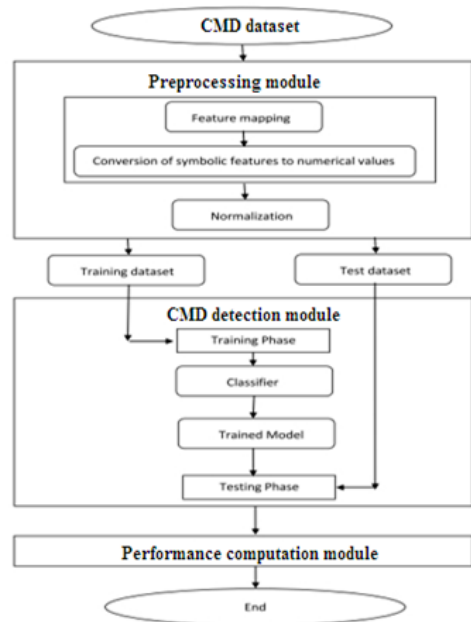 CMD dataset
Preprocessing module
Feature mapping
Conversion of symbolic features to numerical values
Normalization
Training dataset
Test dataset
CMD detection module
Training Phase
Classifier
Trained Model
Testing Phase
Performance computation module
End